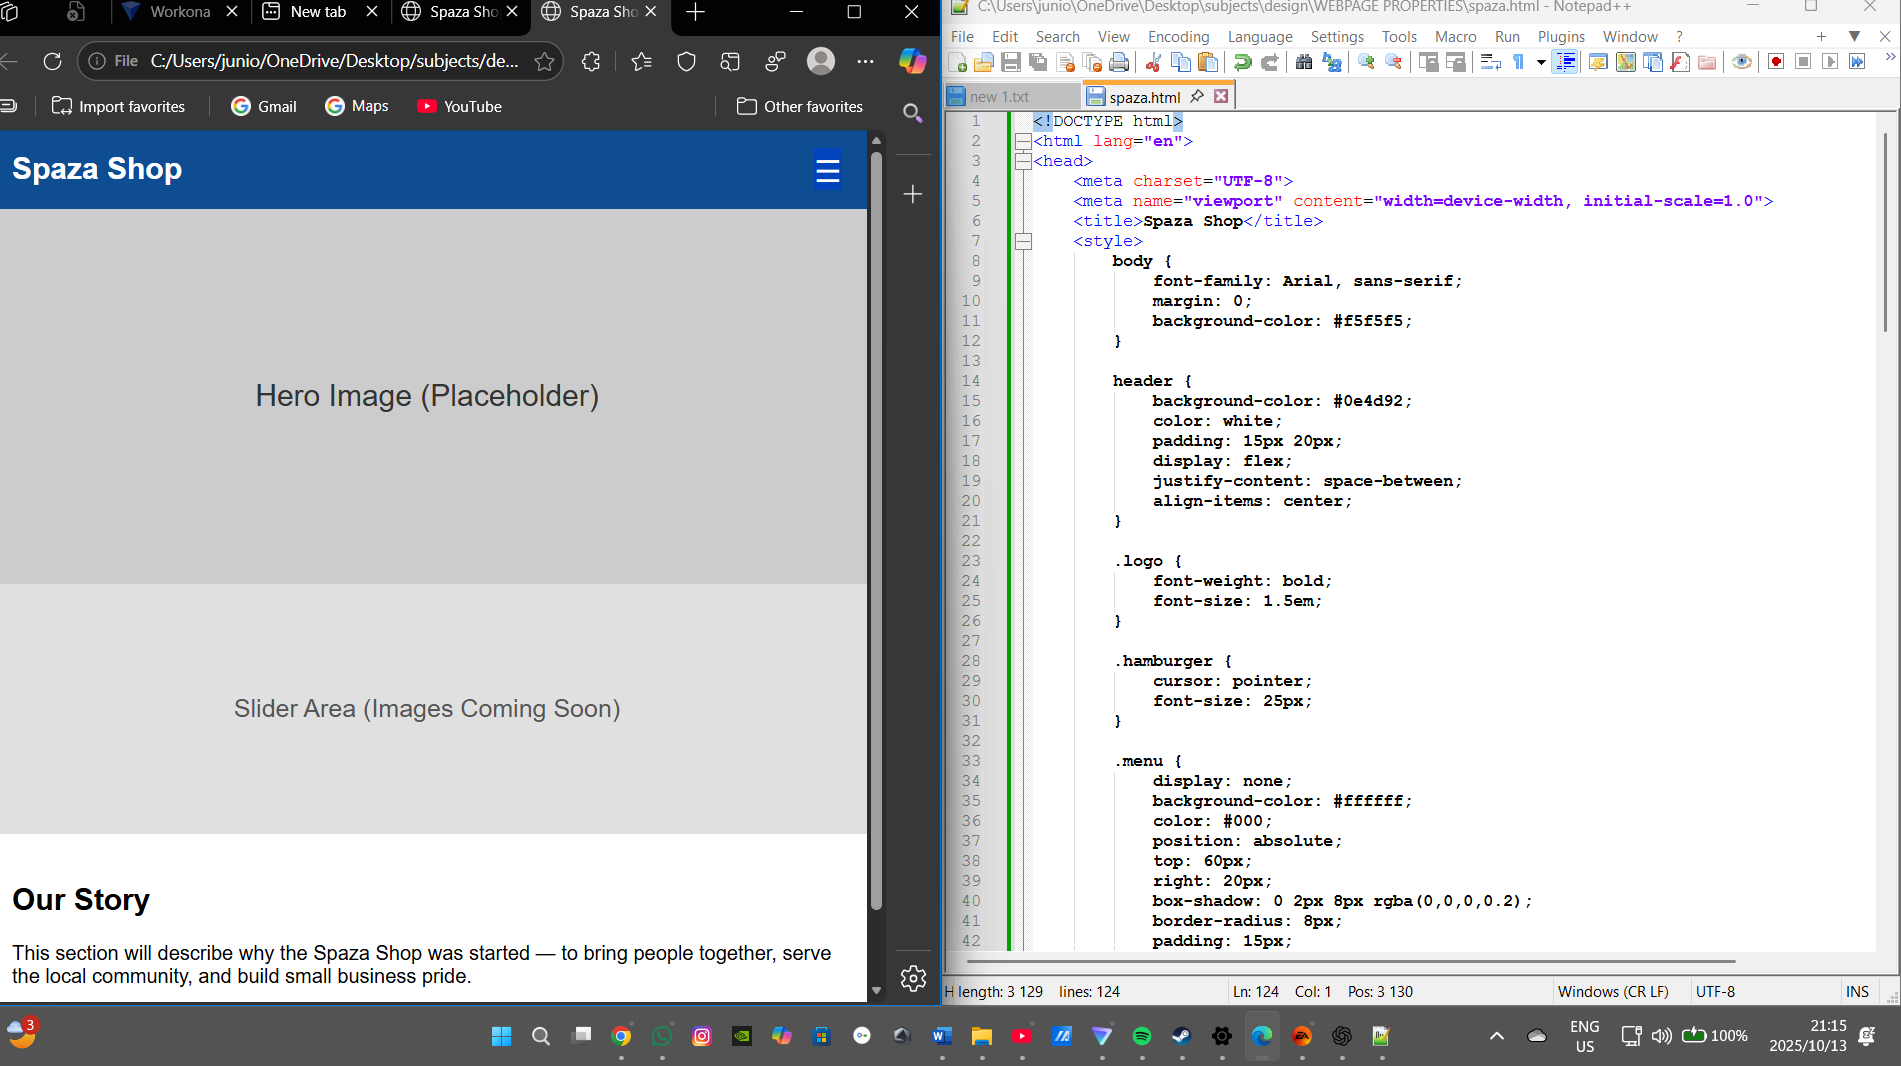 Workona
New tab
Spaza Sho
Spaza Sho
File
C:/Users/junio/OneDrive/Desktop/subjects/de...
Import favorites
Gmail
Maps
YouTube
Other favorites
Spaza Shop
☰
Hero Image (Placeholder)
Slider Area (Images Coming Soon)
Our Story
This section will describe why the Spaza Shop was started — to bring people together, serve
the local community, and build small business pride.
C:\Users\junio\OneDrive\Desktop\subjects\design\WEBPAGE PROPERTIES\spaza.html - Notepad++
File Edit Search View Encoding Language Settings Tools Macro Run Plugins Window ?
new 1.txt
spaza.html
1 <!DOCTYPE html>
2 <html lang="en">
3 <head>
4 <meta charset="UTF-8">
5 <meta name="viewport" content="width=device-width, initial-scale=1.0">
6 <title>Spaza Shop</title>
7 <style>
8 body {
9 font-family: Arial, sans-serif;
10 margin: 0;
11 background-color: #f5f5f5;
12 }
13
14 header {
15 background-color: #0e4d92;
16 color: white;
17 padding: 15px 20px;
18 display: flex;
19 justify-content: space-between;
20 align-items: center;
21 }
22
23 .logo {
24 font-weight: bold;
25 font-size: 1.5em;
26 }
27
28 .hamburger {
29 cursor: pointer;
30 font-size: 25px;
31 }
32
33 .menu {
34 display: none;
35 background-color: #ffffff;
36 color: #000;
37 position: absolute;
38 top: 60px;
39 right: 20px;
40 box-shadow: 0 2px 8px rgba(0,0,0,0.2);
41 border-radius: 8px;
42 padding: 15px;
H length: 3 129 lines: 124
Ln: 124 Col: 1 Pos: 3 130
Windows (CR LF)
UTF-8
INS
3
ENG
US
100%
21:15
2025/10/13